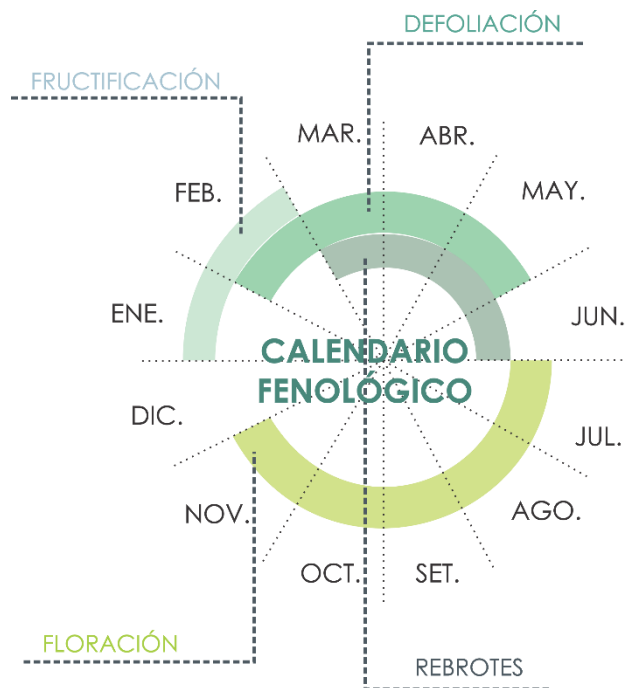 DEFOLIACIÓN
FRUCTIFICACIÓN
MAR.
ABR.
FEB.
MAY.
ENE.
JUN.
CALENDARIO
FENOLÓGICO
DIC.
JUL.
NOV.
AGO.
OCT.
SET.
FLORACIÓN
REBROTES